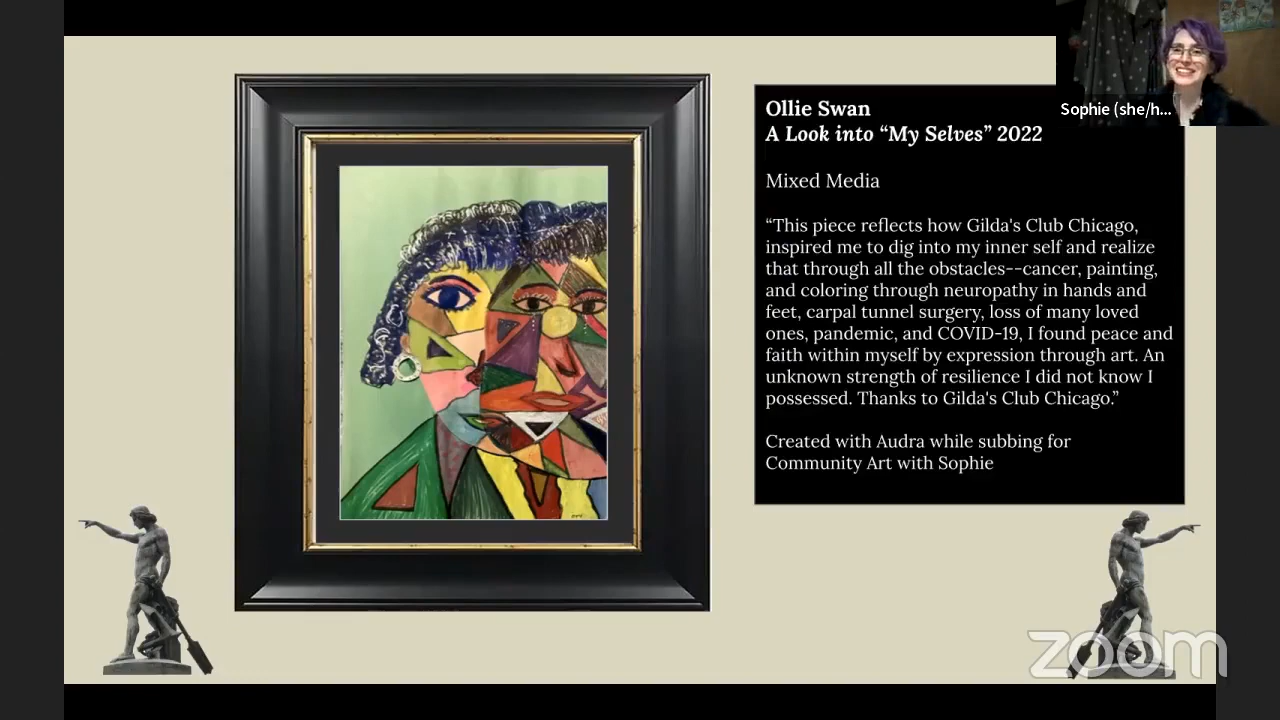 Ollie Swan
A Look into “My Selves” 2022
Mixed Media
“This piece reflects how Gilda's Club Chicago,
inspired me to dig into my inner self and realize
that through all the obstacles--cancer, painting,
and coloring through neuropathy in hands and
feet, carpal tunnel surgery, loss of many loved
ones, pandemic, and COVID-19, I found peace and
faith within myself by expression through art. An
unknown strength of resilience I did not know I
possessed. Thanks to Gilda's Club Chicago.”
Created with Audra while subbing for
Community Art with Sophie
Sophie (she/h...
zoom